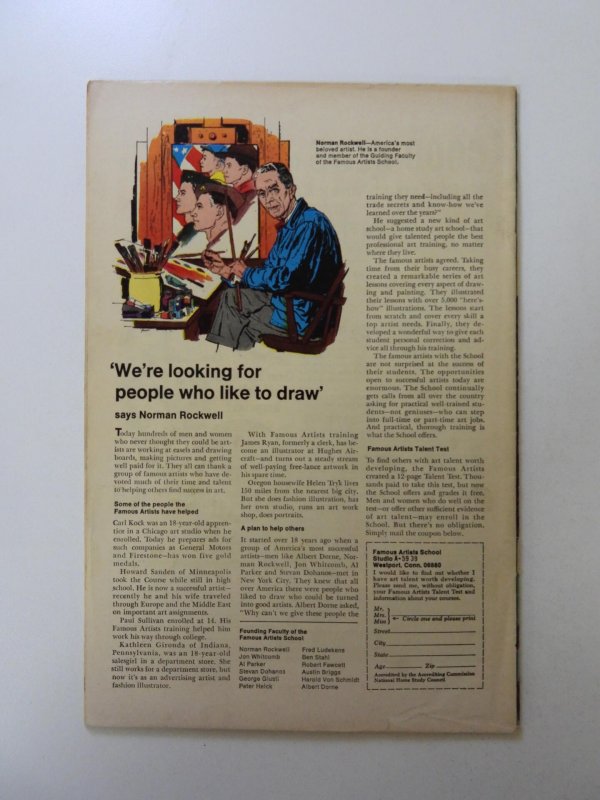 Norman Rockwell—America's most
beloved artist. He is a founder
and member of the Guiding Faculty
of the Famous Artists School.
'We're looking for
people who like to draw'
says Norman Rockwell
Today hundreds of men and women
who never thought they could be art-
ists are working at easels and drawing
boards, making pictures and getting
well paid for it. They all can thank a
group of famous artists who have de-
voted much of their time and talent
to helping others find success in art.
Some of the people the
Famous Artists have helped
Carl Kock was an 18-year-old appren-
tice in a Chicago art studio when he
enrolled. Today he prepares ads for
such companies as General Motors
and Firestone—has won five gold
medals.
Howard Sanden of Minneapolis
took the Course while still in high
school. He is now a successful artist—
recently he and his wife traveled
through Europe and the Middle East
on important art assignments.
Paul Sullivan enrolled at 14. His
Famous Artists training helped him
work his way through college.
Kathleen Gironda of Indiana,
Pennsylvania, was an 18-year-old
salesgirl in a department store. She
still works for a department store, but
now it's as an advertising artist and
fashion illustrator.
With Famous Artists training
James Ryan, formerly a clerk, has be-
come an illustrator at Hughes Air-
craft—and turns out a steady stream
of well-paying free-lance artwork in
his spare time.
Oregon housewife Helen Tryk lives
150 miles from the nearest big city.
But she does fashion illustration, has
her own studio, runs an art work
shop, does portraits.
A plan to help others
It started over 18 years ago when a
group of America's most successful
artists—men like Albert Dorne, Nor-
man Rockwell, Jon Whitcomb, Al
Parker and Stevan Dohanos—met in
New York City. They knew that all
over America there were people who
liked to draw who could be turned
into good artists. Albert Dorne asked,
"Why can't we give these people the
Founding Faculty of the
Famous Artists School
Norman Rockwell
Jon Whitcomb
Al Parker
Stevan Dohanos
George Giusti
Peter Helck
Fred Ludekens
Ben Stahl
Robert Fawcett
Austin Briggs
Harold Von Schmidt
Albert Dorne
training they need—including all the
trade secrets and know-how we've
learned over the years?"
He suggested a new kind of art
school—a home study art school—that
would give talented people the best
professional art training, no matter
where they live.
The famous artists agreed. Taking
time from their busy careers, they
created a remarkable series of art
lessons covering every aspect of draw-
ing and painting. They illustrated
their lessons with over 5,000 "here's-
how" illustrations. The lessons start
from scratch and cover every skill a
top artist needs. Finally, they de-
veloped a wonderful way to give each
student personal correction and ad-
vice all through his training.
The famous artists with the School
are not surprised at the success of
their students. The opportunities
open to successful artists today are
enormous. The School continually
gets calls from all over the country
asking for practical well-trained stu-
dents—not geniuses—who can step
into full-time or part-time art jobs.
And practical, thorough training is
what the School offers.
Famous Artists Talent Test
To find others with art talent worth
developing, the Famous Artists
created a 12-page Talent Test. Thou-
sands paid to take this test, but now
the School offers and grades it free.
Men and women who do well on the
test—or offer other sufficient evidence
of art talent—may enroll in the
School. But there's no obligation.
Simply mail the coupon below.
Famous Artists School
Westport, Conn. 06880
I would like to find out whether I
have art talent worth developing.
Please send me, without obligation,
your Famous Artists Talent Test and
information about your courses.
Mr.
Mrs. ← Circle one and please print
Miss
Street
City
State
Age Zip
Accredited by the Accrediting Commission
National Home Study Council